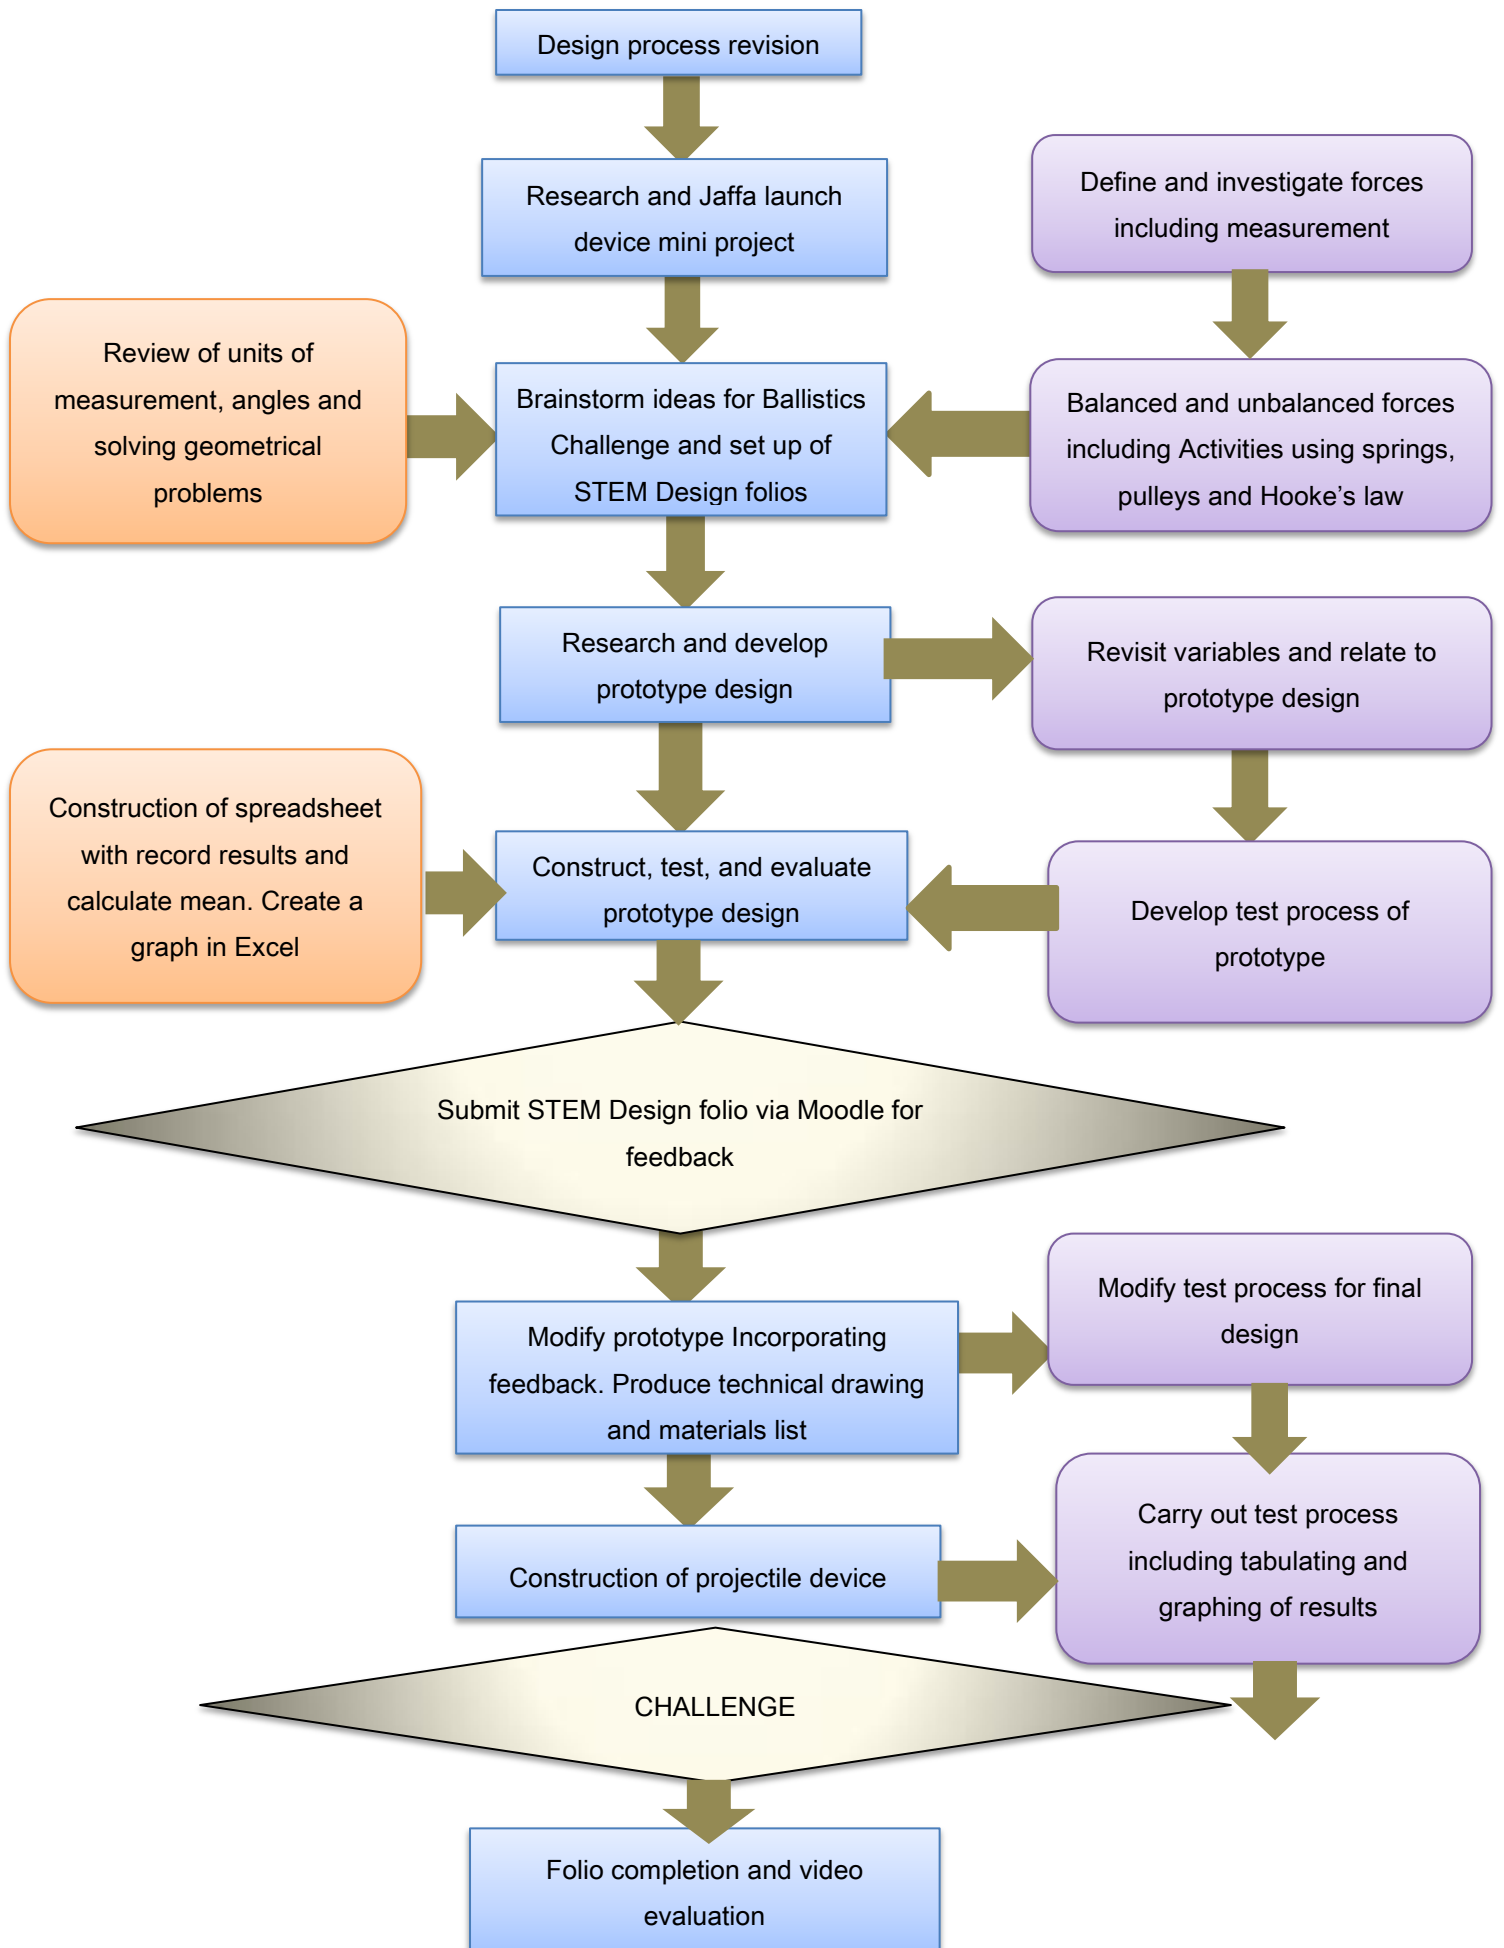 Design process revision
Research and Jaffa launch
device mini project
Define and investigate forces
including measurement
Review of units of
measurement, angles and
solving geometrical
problems
Brainstorm ideas for Ballistics
Challenge and set up of
STEM Design folios
Balanced and unbalanced forces
including Activities using springs,
pulleys and Hooke’s law
Research and develop
prototype design
Revisit variables and relate to
prototype design
Construction of spreadsheet
with record results and
calculate mean. Create a
graph in Excel
Construct, test, and evaluate
prototype design
Develop test process of
prototype
Submit STEM Design folio via Moodle for
feedback
Modify prototype Incorporating
feedback. Produce technical drawing
and materials list
Modify test process for final
design
Construction of projectile device
Carry out test process
including tabulating and
graphing of results
CHALLENGE
Folio completion and video
evaluation